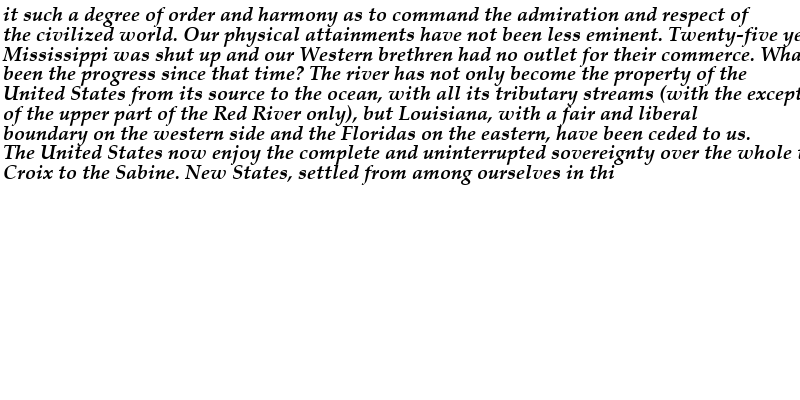 it such a degree of order and harmony as to command the admiration and respect of
the civilized world. Our physical attainments have not been less eminent. Twenty-five ye
Mississippi was shut up and our Western brethren had no outlet for their commerce. Wha
been the progress since that time? The river has not only become the property of the
United States from its source to the ocean, with all its tributary streams (with the except
of the upper part of the Red River only), but Louisiana, with a fair and liberal
boundary on the western side and the Floridas on the eastern, have been ceded to us.
The United States now enjoy the complete and uninterrupted sovereignty over the whole
Croix to the Sabine. New States, settled from among ourselves in thi